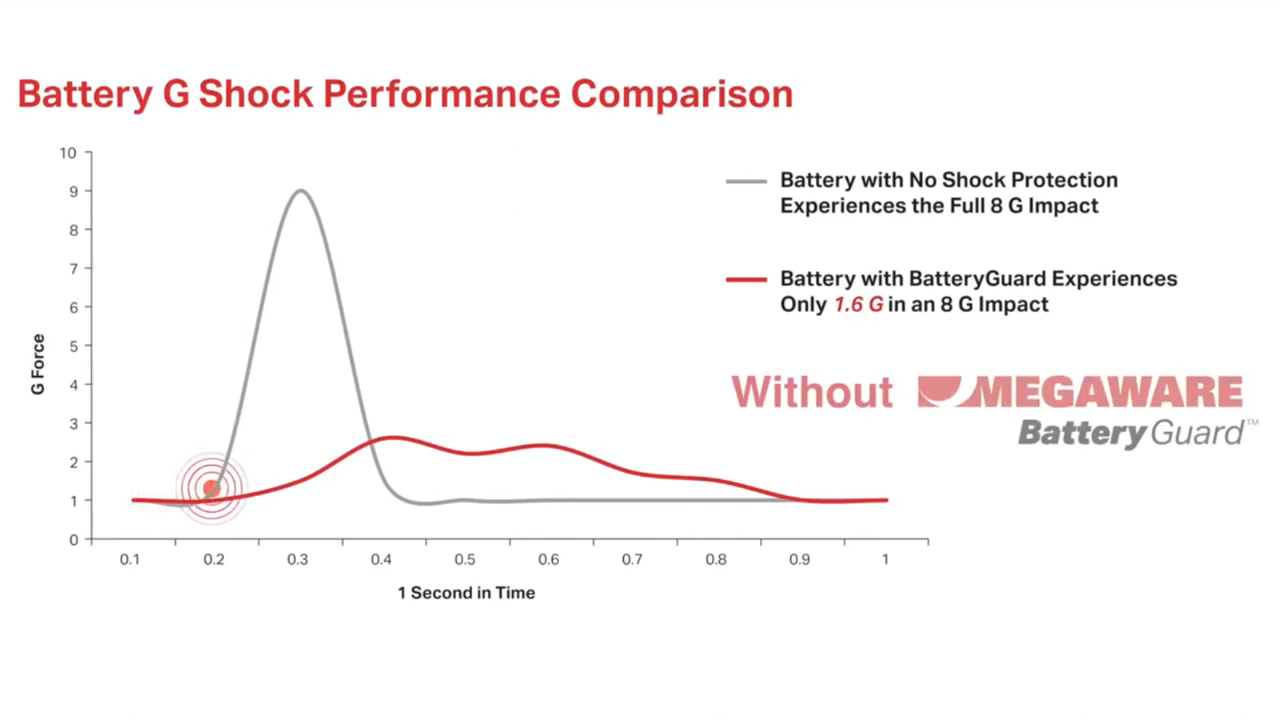 Battery G Shock Performance Comparison
10
9
8
7
6
5
4
3
2
1
0
G Force
0.1 0.2 0.3 0.4 0.5 0.6 0.7 0.8 0.9 1
1 Second in Time
Battery with No Shock Protection
Experiences the Full 8 G Impact
Battery with BatteryGuard Experiences
Only 1.6 G in an 8 G Impact
Without MEGAWARE
BatteryGuard™